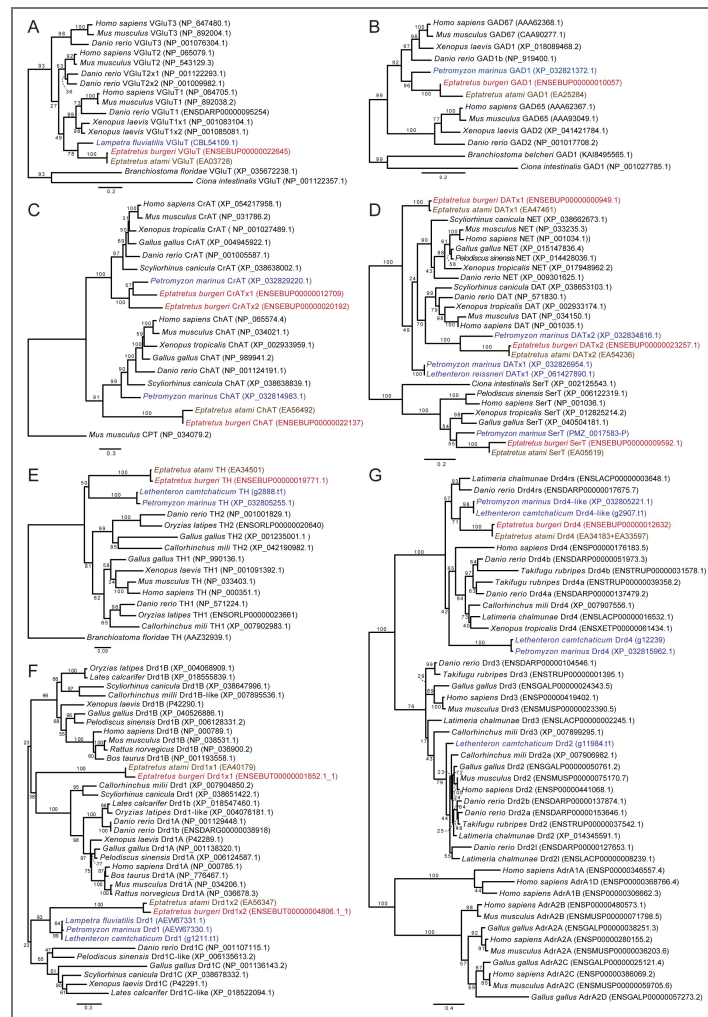 A
Homo sapiens VGluT3 (NP_647480.1)
Mus musculus VGluT3 (NP_892004.1)
Danio rerio VGluT3 (NP_001076304.1)
Homo sapiens VGluT2 (NP_065079.1)
Mus musculus VGluT2 (NP_543129.3)
Danio rerio VGluT2x1 (NP_001122293.1)
Danio rerio VGluT2x2 (NP_001009982.1)
Homo sapiens VGluT1 (NP_064705.1)
Mus musculus VGluT1 (NP_892038.2)
Danio rerio VGluT1 (ENSDARP00000095254)
Xenopus laevis VGluT1x1 (NP_001083104.1)
Xenopus laevis VGluT1x2 (NP_001085081.1)
Lampetra fluviatilis VGluT (CBL54109.1)
Eptatretus burgeri VGluT (ENSEBUP00000022645)
Eptatretus atami VGluT (EA03728)
Branchiostoma floridae VGluT (XP_035672238.1)
Ciona intestinalis VGluT (NP_001122357.1)
0.2
B
Homo sapiens GAD67 (AAA62368.1)
Mus musculus GAD67 (CAA90277.1)
Xenopus laevis GAD1 (XP_018089468.2)
Danio rerio GAD1b (NP_919400.1)
Petromyzon marinus GAD1 (XP_032821372.1)
Eptatretus burgeri GAD1 (ENSEBUP00000010057)
Eptatretus atami GAD1 (EA25284)
Homo sapiens GAD65 (AAA62367.1)
Mus musculus GAD65 (AAA93049.1)
Xenopus laevis GAD2 (XP_041421784.1)
Danio rerio GAD2 (NP_001017708.2)
Branchiostoma belcheri GAD1 (KAI8495565.1)
Ciona intestinalis GAD (NP_001027785.1)
0.2
C
Homo sapiens CrAT (XP_054217958.1)
Mus musculus CrAT (NP_031786.2)
Xenopus tropicalis CrAT (NP_001027489.1)
Gallus gallus CrAT (XP_004945922.1)
Danio rerio CrAT (NP_001005587.1)
Scyliorhinus canicula CrAT (XP_038638002.1)
Petromyzon marinus CrAT (XP_032829220.1)
Eptatretus burgeri CrATx1 (ENSEBUP00000012709)
Eptatretus burgeri CrATx2 (ENSEBUP00000020192)
Homo sapiens ChAT (NP_065574.4)
Mus musculus ChAT (NP_034021.1)
Xenopus tropicalis ChAT (XP_002933959.1)
Gallus gallus ChAT (NP_989941.2)
Danio rerio ChAT (NP_001124191.1)
Scyliorhinus canicula ChAT (XP_038638839.1)
Petromyzon marinus ChAT (XP_032814983.1)
Eptatretus atami ChAT (EA56492)
Eptatretus burgeri ChAT (ENSEBUP00000022137)
Mus musculus CPT (NP_034079.2)
0.3
D
Eptatretus burgeri DATx1 (ENSEBUP00000000949.1)
Eptatretus atami DATx1 (EA47461)
Scyliorhinus canicula NET (XP_038662673.1)
Mus musculus NET (NP_033235.3)
Homo sapiens NET (NP_001034.1))
Gallus gallus NET (XP_015147836.4)
Pelodiscus sinensis NET (XP_014428036.1)
Xenopus tropicalis NET (XP_017948962.2)
Danio rerio NET (XP_009301625.1)
Scyliorhinus canicula DAT (XP_038653103.1)
Danio rerio DAT (NP_571830.1)
Xenopus tropicalis DAT (XP_002933174.1)
Mus musculus DAT (NP_034150.1)
Homo sapiens DAT (NP_001035.1)
Petromyzon marinus DATx2 (XP_032834816.1)
Eptatretus burgeri DATx2 (ENSEBUP00000023257.1)
Eptatretus atami DATx2 (EA54236)
Petromyzon marinus DATx1 (XP_032826954.1)
Lethenteron reissneri DATx1 (XP_061427890.1)
Ciona intestinalis SerT (XP_002125543.1)
Pelodiscus sinensis SerT (XP_006122319.1)
Homo sapiens SerT (NP_001036.1)
Xenopus tropicalis SerT (XP_012825214.2)
Gallus gallus SerT (XP_040504181.1)
Petromyzon marinus SerT (PMZ_0017583-P)
Eptatretus burgeri SerT (ENSEBUP00000009592.1)
Eptatretus atami SerT (EA05619)
0.2
E
Eptatretus atami TH (EA34501)
Eptatretus burgeri TH (ENSEBUP00000019771.1)
Lethenteron camtchaticum TH (g2888.t1)
Petromyzon marinus TH (XP_032805255.1)
Danio rerio TH2 (NP_001001829.1)
Oryzias latipes TH2 (ENSORLP00000020640)
Gallus gallus TH2 (XP_001235001.1)
Callorhinchus mili TH2 (XP_042190982.1)
Gallus gallus TH1 (NP_990136.1)
Xenopus laevis TH1 (NP_001091392.1)
Mus musculus TH1 (NP_033403.1)
Homo sapiens TH1 (NP_000351.1)
Danio rerio TH1 (NP_571224.1)
Oryzias latipes TH1 (ENSORLP00000023661)
Callorhinchus mili TH1 (XP_007902983.1)
Branchiostoma floridae TH (AAZ32939.1)
0.09
F
Oryzias latipes Drd1B (XP_004068909.1)
Lates calcarifer Drd1B (XP_018555839.1)
Scyliorhinus canicula Drd1B (XP_038647996.1)
Callorhinchus milii Drd1B-like (XP_007895536.1)
Xenopus laevis Drd1B (P42290.1)
Gallus gallus Drd1B (XP_040526886.1)
Pelodiscus sinensis Drd1B (XP_006128331.2)
Homo sapiens Drd1B (NP_000789.1)
Mus musculus Drd1B (NP_038531.1)
Rattus norvegicus Drd1B (NP_036900.2)
Bos taurus Drd1B (NP_001193558.1)
Eptatretus atami Drd1x1 (EA40179)
Eptatretus burgeri Drd1x1 (ENSEBUT00000001852.1_1)
Callorhinchus milii Drd1 (XP_007904850.2)
Scyliorhinus canicula Drd1 (XP_038651422.1)
Lates calcarifer Drd1b (XP_018547460.1)
Oryzias latipes Drd1-like (XP_004076181.1)
Danio rerio Drd1A (NP_001129448.1)
Danio rerio Drd1b (ENSDARG00000038918)
Xenopus laevis Drd1A (P42289.1)
Gallus gallus Drd1A (NP_001138320.1)
Pelodiscus sinensis Drd1A (XP_006124587.1)
Homo sapiens Drd1A (NP_000785.1)
Bos taurus Drd1A (NP_776467.1)
Mus musculus Drd1A (NP_034206.1)
Rattus norvegicus Drd1A (NP_036678.3)
Eptatretus atami Drd1x2 (EA56347)
Eptatretus burgeri Drd1x2 (ENSEBUT00000004806.1_1)
Lampetra fluviatilis Drd1 (AEW67331.1)
Petromyzon marinus Drd1 (AEW67330.1)
Lethenteron camtchaticum Drd1 (g1211.t1)
Danio rerio Drd1C (NP_001107115.1)
Pelodiscus sinensis Drd1C-like (XP_006135613.2)
Gallus gallus Drd1C (NP_001136143.2)
Scyliorhinus canicula Drd1C (XP_038678332.1)
Xenopus laevis Drd1C (P42291.1)
Lates calcarifer Drd1C-like (XP_018522094.1)
0.3
G
Latimeria chalmunae Drd4rs (ENSLACP00000003648.1)
Danio rerio Drd4rs (ENSDARP00000017675.7)
Petromyzon marinus Drd4-like (XP_032805221.1)
Lethenteron camtchaticum Drd4-like (g2907.t1)
Eptatretus burgeri Drd4 (ENSEBUP00000012632)
Eptatretus atami Drd4 (EA34183+EA33597)
Homo sapiens Drd4 (ENSP00000176183.5)
Danio rerio Drd4b (ENSDARP00000051973.3)
Takifugu rubripes Drd4b (ENSTRUP00000031578.1)
Takifugu rubripes Drd4a (ENSTRUP00000039358.2)
Danio rerio Drd4a (ENSDARP00000137479.2)
Callorhinchus mili Drd4 (XP_007907556.1)
Latimeria chalmunae Drd4 (ENSLACP00000016532.1)
Xenopus tropicalis Drd4 (ENSXETP00000061434.1)
Lethenteron camtchaticum Drd4 (g12239)
Petromyzon marinus Drd4 (XP_032815962.1)
Danio rerio Drd3 (ENSDARP00000104546.1)
Takifugu rubripes Drd3 (ENSTRUP00000001395.1)
Gallus gallus Drd3 (ENSGALP00000024343.5)
Homo sapiens Drd3 (ENSP00000419402.1)
Mus musculus Drd3 (ENSMUSP00000023390.5)
Latimeria chalmunae Drd3 (ENSLACP00000002245.1)
Callorhinchus mili Drd3 (XP_007899295.1)
Lethenteron camtchaticum Drd2 (g11984.t1)
Callorhinchus mili Drd2a (XP_007906982.1)
Gallus gallus Drd2 (ENSGALP00000050761.2)
Mus musculus Drd2 (ENSMUSP00000075170.7)
Homo sapiens Drd2 (ENSP00000441068.1)
Danio rerio Drd2b (ENSDARP00000137874.1)
Danio rerio Drd2a (ENSDARP00000153646.1)
Takifugu rubripes Drd2 (ENSTRUP00000037542.1)
Latimeria chalmunae Drd2 (XP_014345591.1)
Danio rerio Drd2l (ENSDARP00000127653.1)
Latimeria chalmunae Drd2l (ENSLACP00000008239.1)
Homo sapiens AdrA1A (ENSP00000346557.4)
Homo sapiens AdrA1D (ENSP00000368766.4)
Homo sapiens AdrA1B (ENSP00000306662.3)
Homo sapiens AdrA2B (ENSP00000480573.1)
Mus musculus AdrA2B (ENSMUSP00000071798.5)
Gallus gallus AdrA2A (ENSGALP00000038251.3)
Homo sapiens AdrA2A (ENSP00000280155.2)
Mus musculus AdrA2A (ENSMUSP00000036203.6)
Gallus gallus AdrA2C (ENSGALP00000025121.4)
Homo sapiens AdrA2C (ENSP00000386069.2)
Mus musculus AdrA2C (ENSMUSP00000059705.6)
Gallus gallus AdrA2D (ENSGALP00000057273.2)
0.4